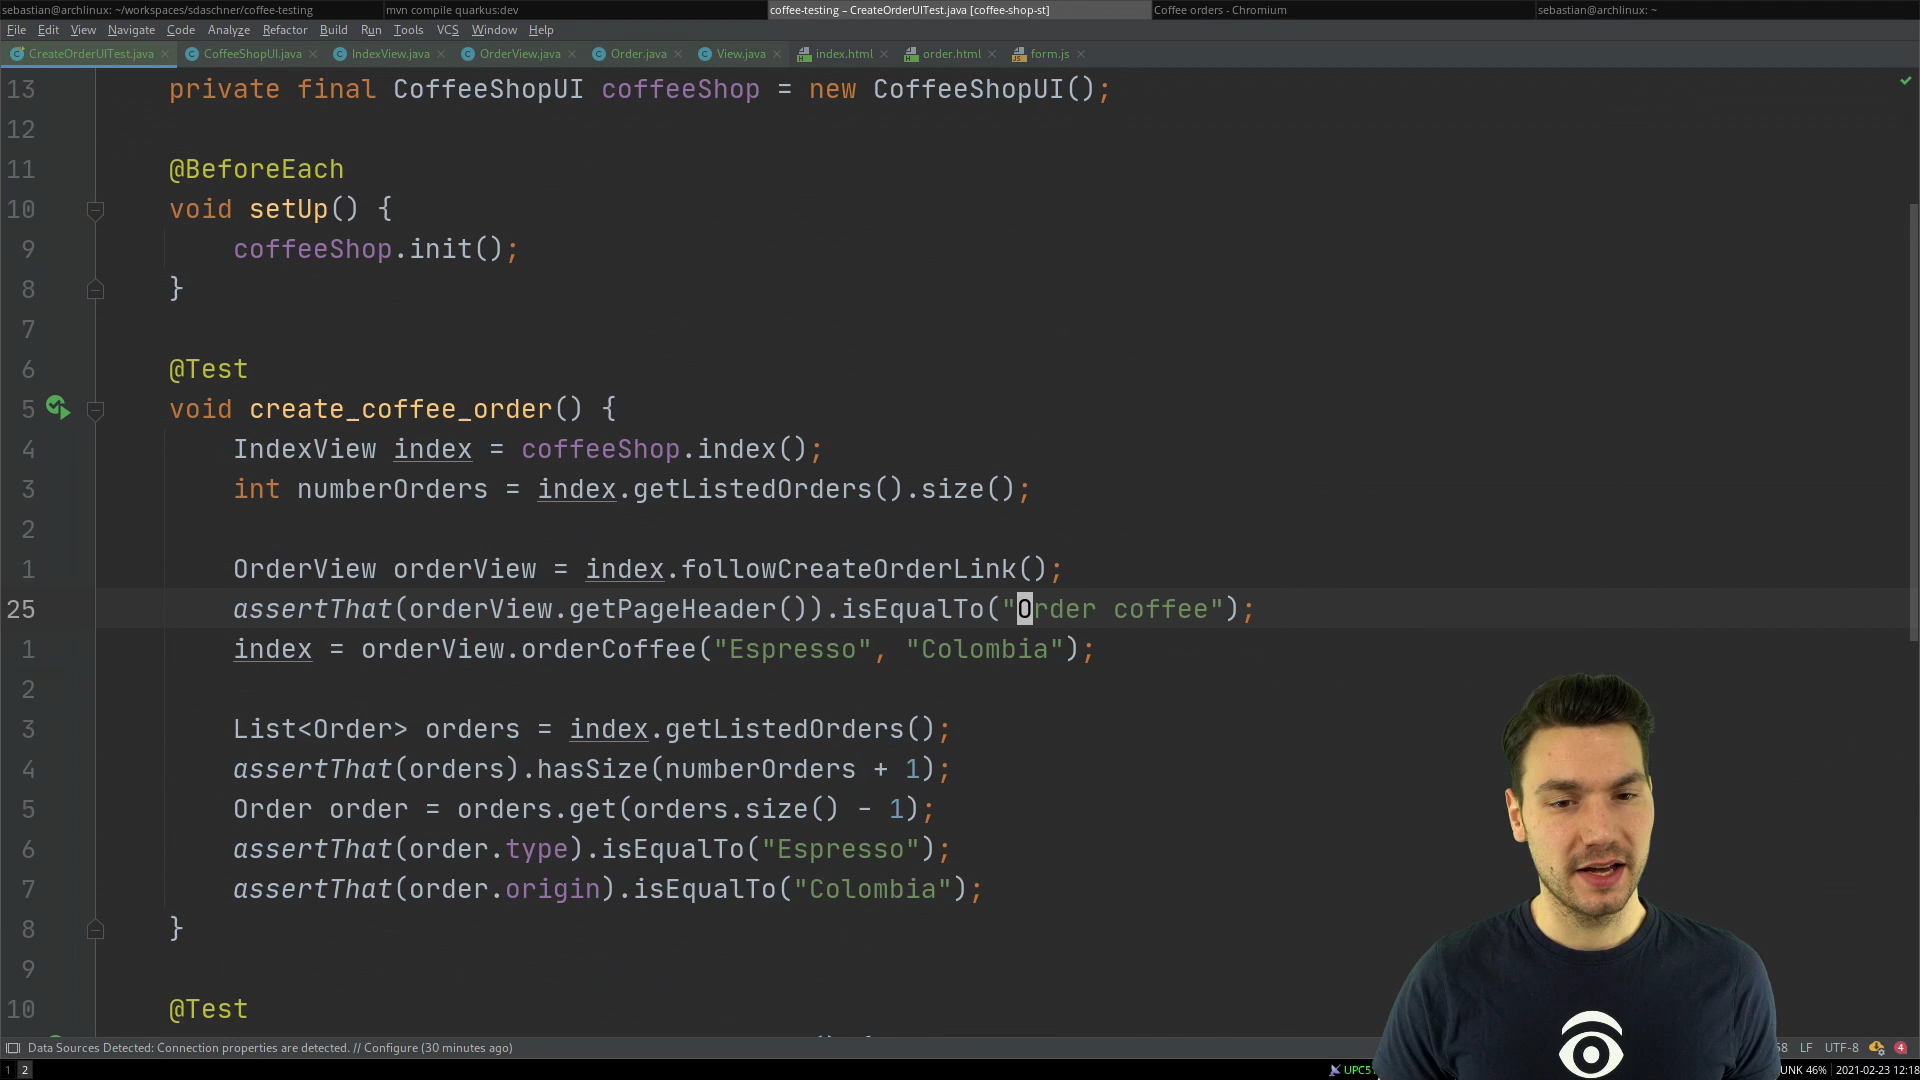 sebastian@archlinux: ~/workspaces/sdaschner/coffee-testing mvn compile quarkus:dev coffee-testing – CreateOrderUITest.java [coffee-shop-st] Coffee orders - Chromium sebastian@archlinux: ~
File Edit View Navigate Code Analyze Refactor Build Run Tools VCS Window Help
CreateOrderUITest.java CoffeeShopUI.java IndexView.java OrderView.java Order.java View.java index.html order.html form.js
13 private final CoffeeShopUI coffeeShop = new CoffeeShopUI();
12
11 @BeforeEach
10 void setUp() {
9 coffeeShop.init();
8 }
7
6 @Test
5 void create_coffee_order() {
4 IndexView index = coffeeShop.index();
3 int numberOrders = index.getListedOrders().size();
2
1 OrderView orderView = index.followCreateOrderLink();
25 assertThat(orderView.getPageHeader()).isEqualTo("Order coffee");
1 index = orderView.orderCoffee("Espresso", "Colombia");
2
3 List<Order> orders = index.getListedOrders();
4 assertThat(orders).hasSize(numberOrders + 1);
5 Order order = orders.get(orders.size() - 1);
6 assertThat(order.type).isEqualTo("Espresso");
7 assertThat(order.origin).isEqualTo("Colombia");
8 }
9
10 @Test
Data Sources Detected: Connection properties are detected. // Configure (30 minutes ago) 58 LF UTF-8 4
1 2 UPC51 UNK 46% 2021-02-23 12:18